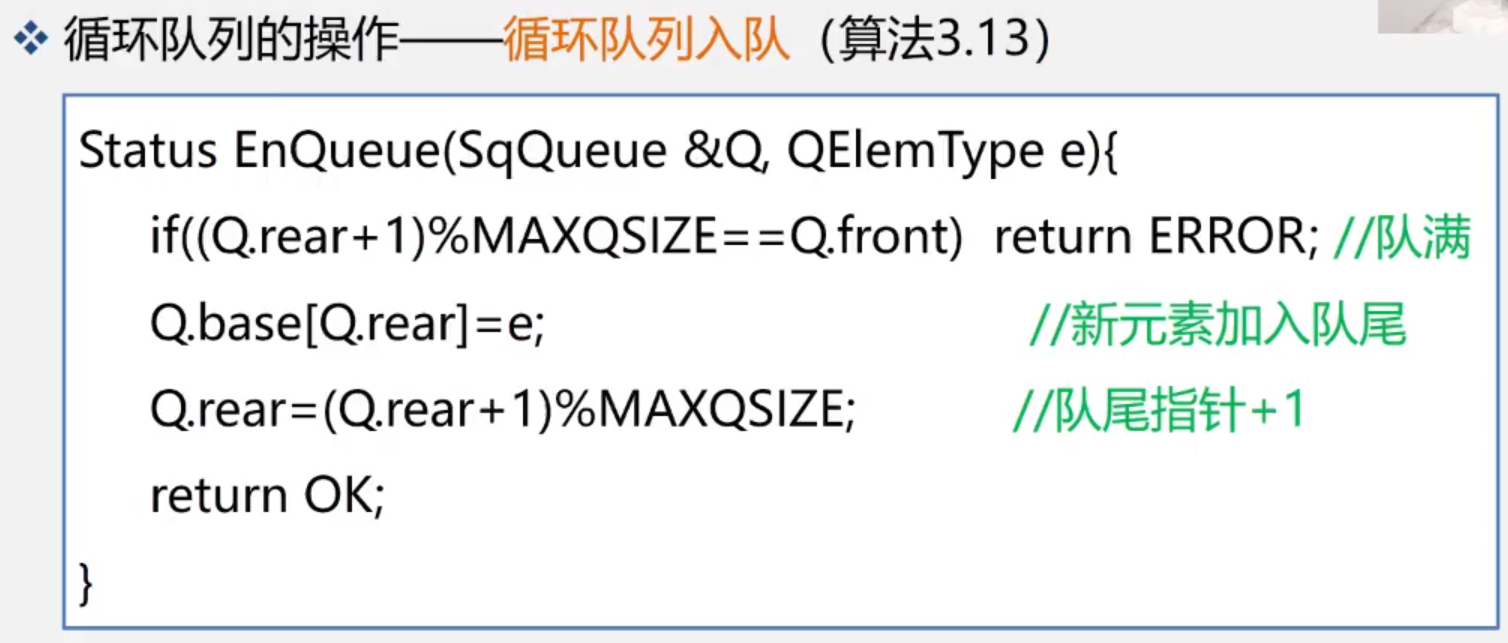 循环队列的操作——循环队列入队（算法3.13）
Status EnQueue(SqQueue &Q, QElemType e){
if((Q.rear+1)%MAXQSIZE==Q.front) return ERROR; //队满
Q.base[Q.rear]=e; //新元素加入队尾
Q.rear=(Q.rear+1)%MAXQSIZE; //队尾指针+1
return OK;
}